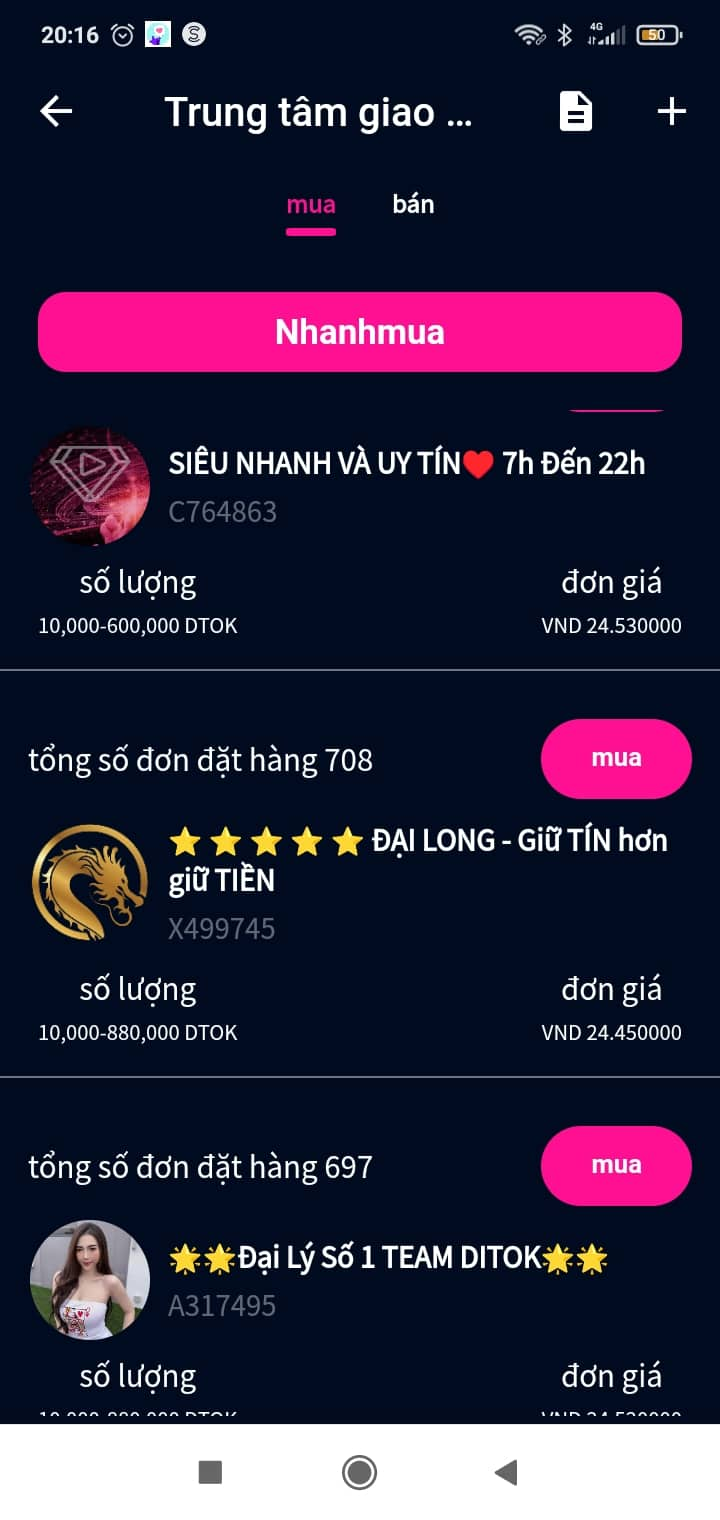 20:16
4G
50
Trung tâm giao ...
mua
bán
Nhanhmua
SIÊU NHANH VÀ UY TÍN❤️ 7h Đến 22h
C764863
số lượng
đơn giá
10,000-600,000 DTOK
VND 24.530000
tổng số đơn đặt hàng 708
mua
⭐⭐⭐⭐⭐ĐẠI LONG - Giữ TÍN hơn
giữ TIỀN
X499745
số lượng
đơn giá
10,000-880,000 DTOK
VND 24.450000
tổng số đơn đặt hàng 697
mua
🌟🌟Đại Lý Số 1 TEAM DITOK🌟🌟
A317495
số lượng
đơn giá